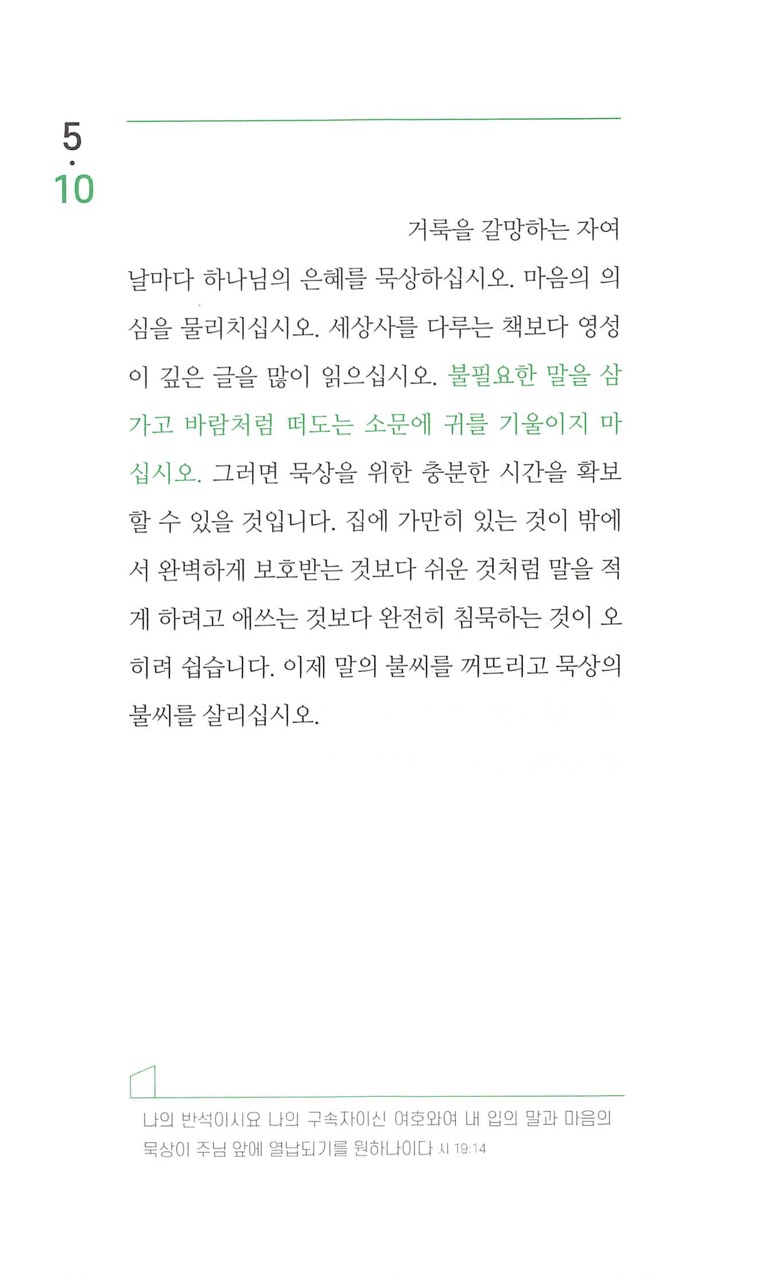 5
·
10
거룩을 갈망하는 자여
날마다 하나님의 은혜를 묵상하십시오. 마음의 의
심을 물리치십시오. 세상사를 다루는 책보다 영성
이 깊은 글을 많이 읽으십시오. 불필요한 말을 삼
가고 바람처럼 떠도는 소문에 귀를 기울이지 마
십시오. 그러면 묵상을 위한 충분한 시간을 확보
할 수 있을 것입니다. 집에 가만히 있는 것이 밖에
서 완벽하게 보호받는 것보다 쉬운 것처럼 말을 적
게 하려고 애쓰는 것보다 완전히 침묵하는 것이 오
히려 쉽습니다. 이제 말의 불씨를 꺼뜨리고 묵상의
불씨를 살리십시오.
나의 반석이시요 나의 구속자이신 여호와여 내 입의 말과 마음의
묵상이 주님 앞에 열납되기를 원하나이다 시 19:14